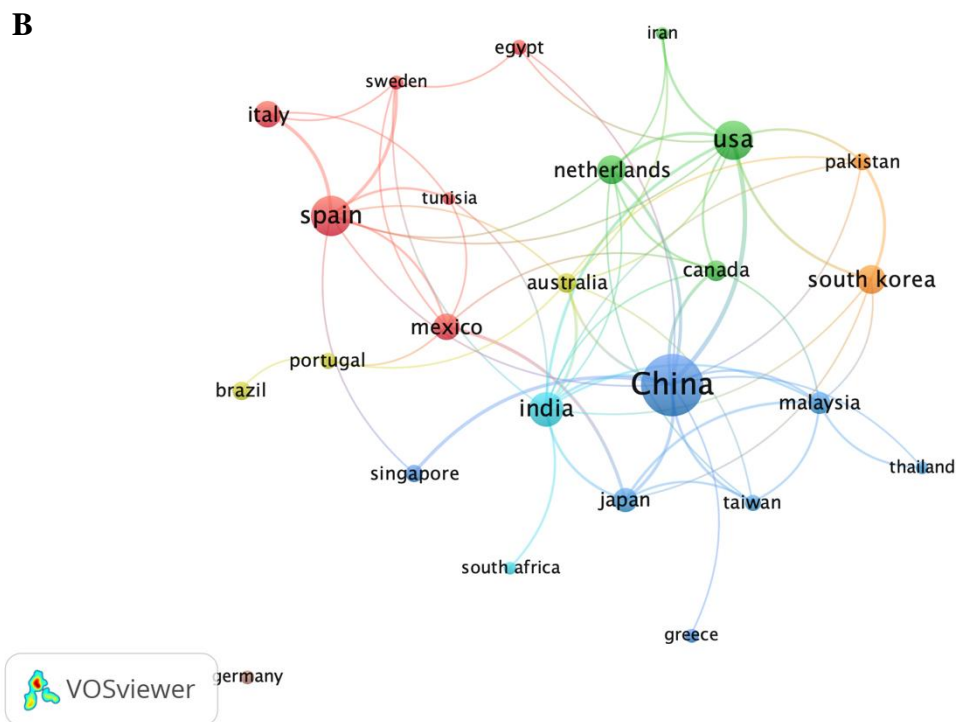 B
iran
egypt
sweden
italy
usa
pakistan
netherlands
tunisia
spain
canada
australia
south korea
mexico
portugal
China
brazil
india
malaysia
singapore
thailand
japan
taiwan
south africa
greece
germany
VOSviewer